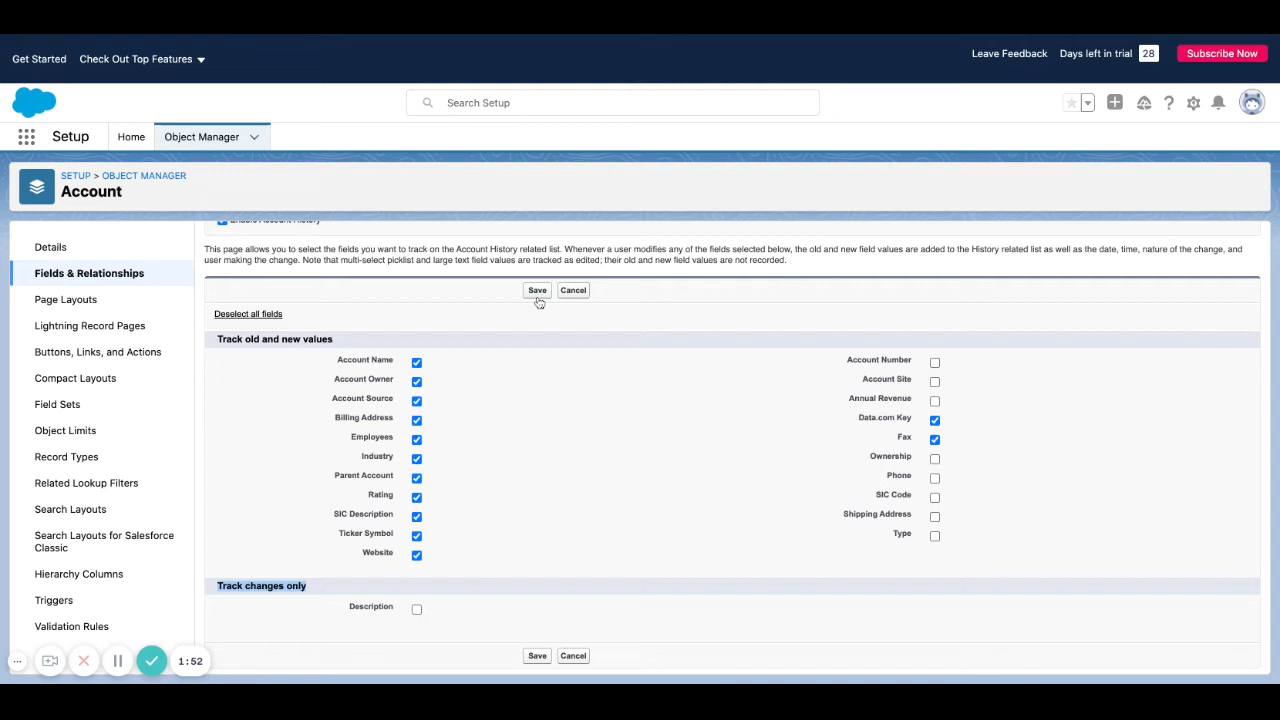 Get Started
Check Out Top Features
Leave Feedback
Days left in trial
28
Subscribe Now
Search Setup
Setup
Home
Object Manager
SETUP > OBJECT MANAGER
Account
Details
Fields & Relationships
Page Layouts
Lightning Record Pages
Buttons, Links, and Actions
Compact Layouts
Field Sets
Object Limits
Record Types
Related Lookup Filters
Search Layouts
Search Layouts for Salesforce
Classic
Hierarchy Columns
Triggers
Validation Rules
Enable Account History
This page allows you to select the fields you want to track on the Account History related list. Whenever a user modifies any of the fields selected below, the old and new field values are added to the History related list as well as the date, time, nature of the change, and
user making the change. Note that multi-select picklist and large text field values are tracked as edited; their old and new field values are not recorded.
Save
Cancel
Deselect all fields
Track old and new values
Account Name
Account Number
Account Owner
Account Site
Account Source
Annual Revenue
Billing Address
Data.com Key
Employees
Fax
Industry
Ownership
Parent Account
Phone
Rating
SIC Code
SIC Description
Shipping Address
Ticker Symbol
Type
Website
Track changes only
Description
Save
Cancel
1:52